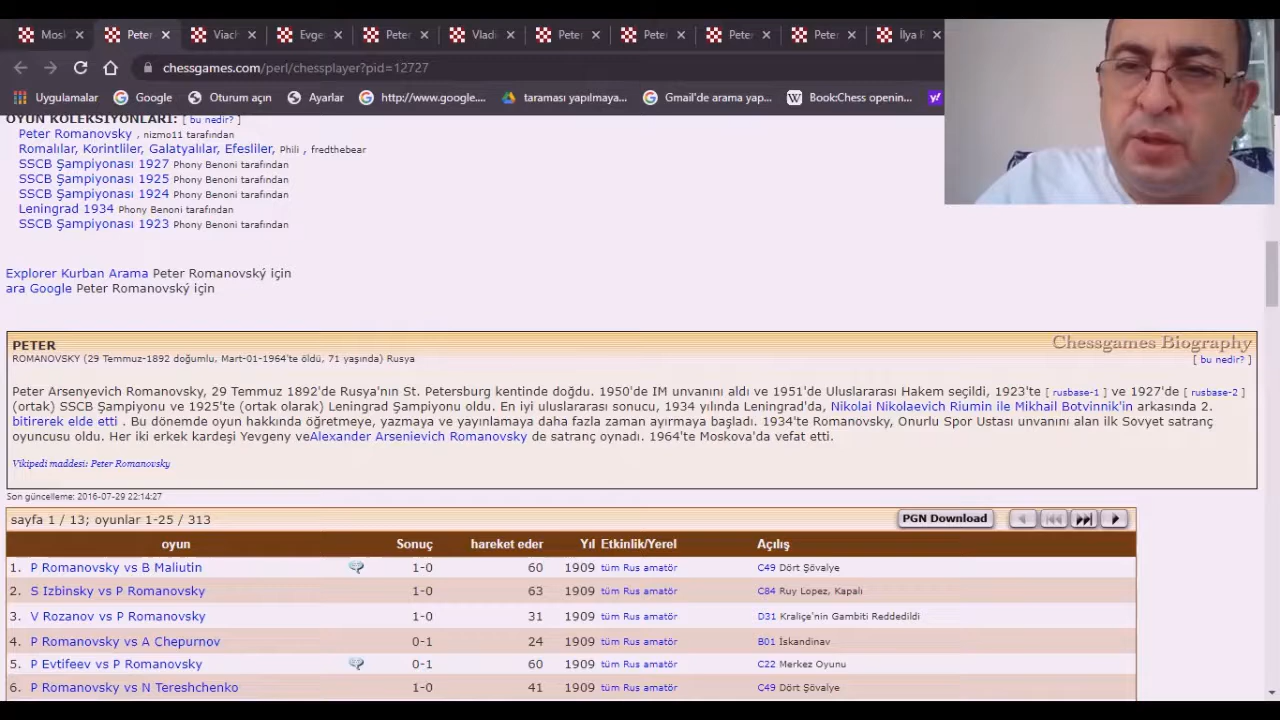 Mosk
Peter
Viach
Evge
Peter
Vladi
Peter
Peter
Peter
Peter
İlya
chessgames.com/perl/chessplayer?pid=12727
Uygulamalar
Google
Oturum açın
Ayarlar
http://www.google....
taraması yapılmaya...
Gmail'de arama yap...
Book:Chess openin...
OYUN KOLEKSİYONLARI: [ bu nedir? ]
Peter Romanovsky , nizmo11 tarafından
Romalılar, Korintliler, Galatyalılar, Efesliler, Phili , fredthebear
SSCB Şampiyonası 1927 Phony Benoni tarafından
SSCB Şampiyonası 1925 Phony Benoni tarafından
SSCB Şampiyonası 1924 Phony Benoni tarafından
Leningrad 1934 Phony Benoni tarafından
SSCB Şampiyonası 1923 Phony Benoni tarafından
Explorer Kurban Arama Peter Romanovský için
ara Google Peter Romanovský için
PETER
Chessgames Biography
ROMANOVSKY (29 Temmuz-1892 doğumlu, Mart-01-1964'te öldü, 71 yaşında) Rusya
[ bu nedir? ]
Peter Arsenyevich Romanovsky, 29 Temmuz 1892'de Rusya'nın St. Petersburg kentinde doğdu. 1950'de IM unvanını aldı ve 1951'de Uluslararası Hakem seçildi, 1923'te [ rusbase-1 ] ve 1927'de [ rusbase-2 ]
(ortak) SSCB Şampiyonu ve 1925'te (ortak olarak) Leningrad Şampiyonu oldu. En iyi uluslararası sonucu, 1934 yılında Leningrad'da, Nikolai Nikolaevich Riumin ile Mikhail Botvinnik'in arkasında 2.
bitirerek elde etti . Bu dönemde oyun hakkında öğretmeye, yazmaya ve yayınlamaya daha fazla zaman ayırmaya başladı. 1934'te Romanovsky, Onurlu Spor Ustası unvanını alan ilk Sovyet satranç
oyuncusu oldu. Her iki erkek kardeşi Yevgeny veAlexander Arsenievich Romanovsky de satranç oynadı. 1964'te Moskova'da vefat etti.
Vikipedi maddesi: Peter Romanovsky
Son güncelleme: 2016-07-29 22:14:27
sayfa 1 / 13; oyunlar 1-25 / 313
PGN Download
oyun Sonuç hareket eder Yıl Etkinlik/Yerel Açılış
1. P Romanovsky vs B Maliutin 1-0 60 1909 tüm Rus amatör C49 Dört Şövalye
2. S Izbinsky vs P Romanovsky 1-0 63 1909 tüm Rus amatör C84 Ruy Lopez, Kapalı
3. V Rozanov vs P Romanovsky 1-0 31 1909 tüm Rus amatör D31 Kraliçe'nin Gambiti Reddedildi
4. P Romanovsky vs A Chepurnov 0-1 24 1909 tüm Rus amatör B01 İskandinav
5. P Evtifeev vs P Romanovsky 0-1 60 1909 tüm Rus amatör C22 Merkez Oyunu
6. P Romanovsky vs N Tereshchenko 1-0 41 1909 tüm Rus amatör C49 Dört Şövalye